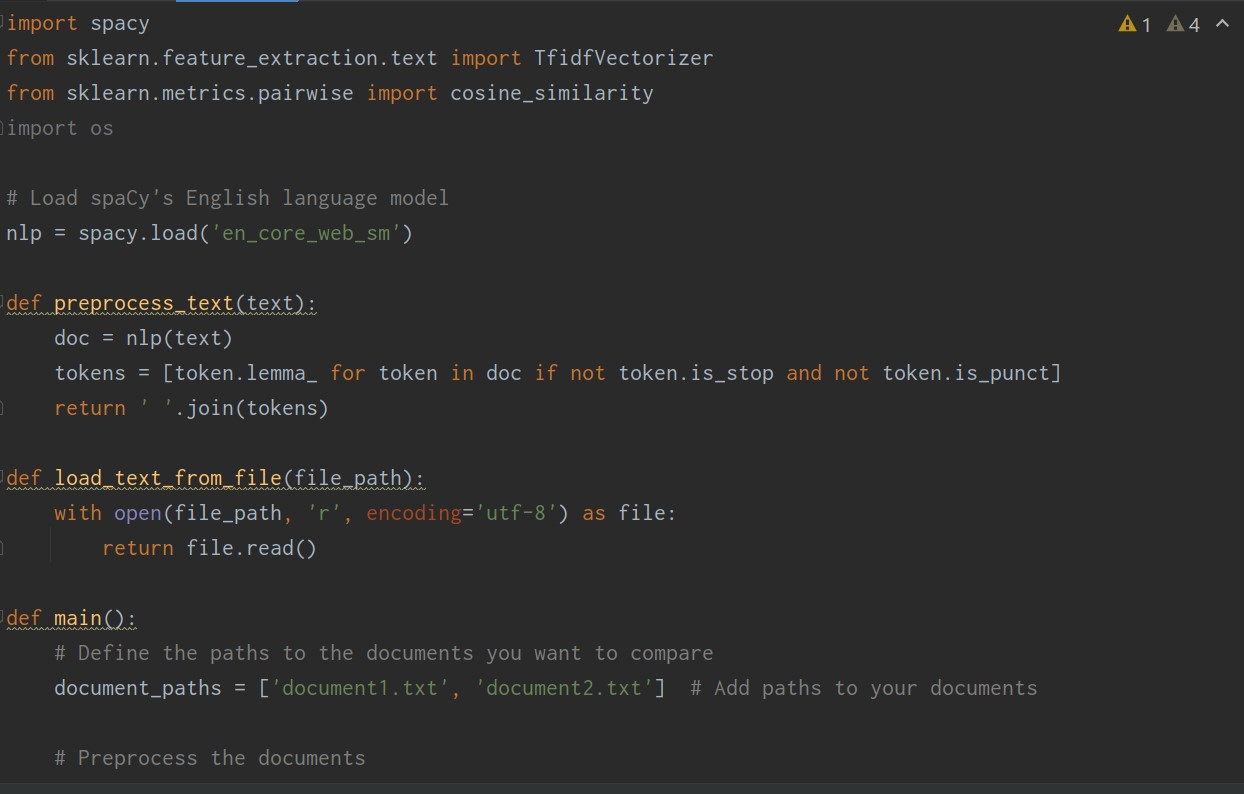 import spacy
from sklearn.feature_extraction.text import TfidfVectorizer
from sklearn.metrics.pairwise import cosine_similarity
import os
# Load spaCy's English language model
nlp = spacy.load('en_core_web_sm')
def preprocess_text(text):
    doc = nlp(text)
    tokens = [token.lemma_ for token in doc if not token.is_stop and not token.is_punct]
    return ' '.join(tokens)
def load_text_from_file(file_path):
    with open(file_path, 'r', encoding='utf-8') as file:
        return file.read()
def main():
    # Define the paths to the documents you want to compare
    document_paths = ['document1.txt', 'document2.txt']  # Add paths to your documents
    # Preprocess the documents
1 4